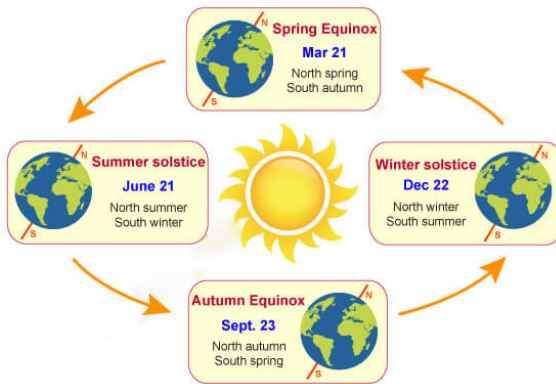 N
Spring Equinox
Mar 21
North spring
South autumn
S
N
Summer solstice
June 21
North summer
South winter
S
Winter solstice
N
Dec 22
North winter
South summer
S
Autumn Equinox
N
Sept. 23
North autumn
South spring
S